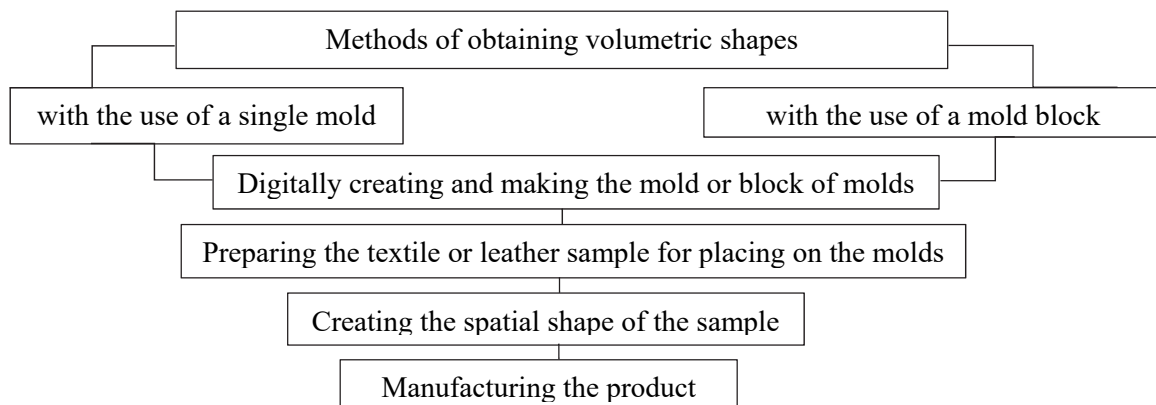 Methods of obtaining volumetric shapes
with the use of a single mold
with the use of a mold block
Digitally creating and making the mold or block of molds
Preparing the textile or leather sample for placing on the molds
Creating the spatial shape of the sample
Manufacturing the product